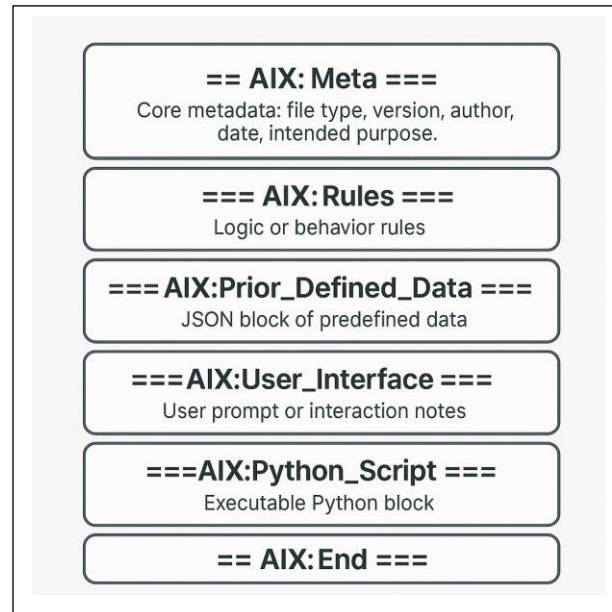 == AIX: Meta ===
Core metadata: file type, version, author,
date, intended purpose.
=== AIX: Rules ===
Logic or behavior rules
=== AIX:Prior_Defined_Data ===
JSON block of predefined data
===AIX:User_Interface ===
User prompt or interaction notes
===AIX:Python_Script ===
Executable Python block
== AIX:End ===